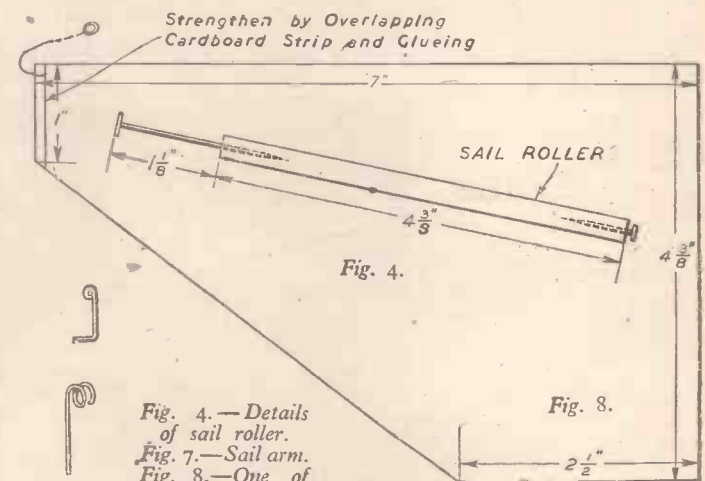 Strengthen by Overlapping
Cardboard Strip and Glueing
7"
1"
SAIL ROLLER
1 1/8"
4 3/8"
4 3/8"
Fig. 4.
Fig. 8.
Fig. 4.—Details
of sail roller.
Fig. 7.—Sail arm.
Fig. 8.—One of
2 1/2"